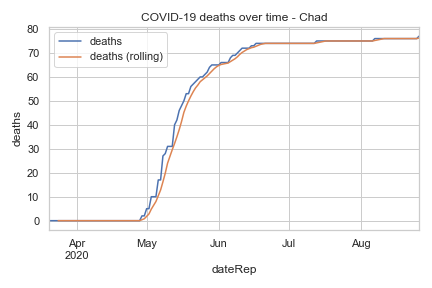 COVID-19 deaths over time - Chad
deaths
deaths (rolling)
deaths
80
70
60
50
40
30
20
10
0
Apr
2020
May
Jun
Jul
Aug
dateRep